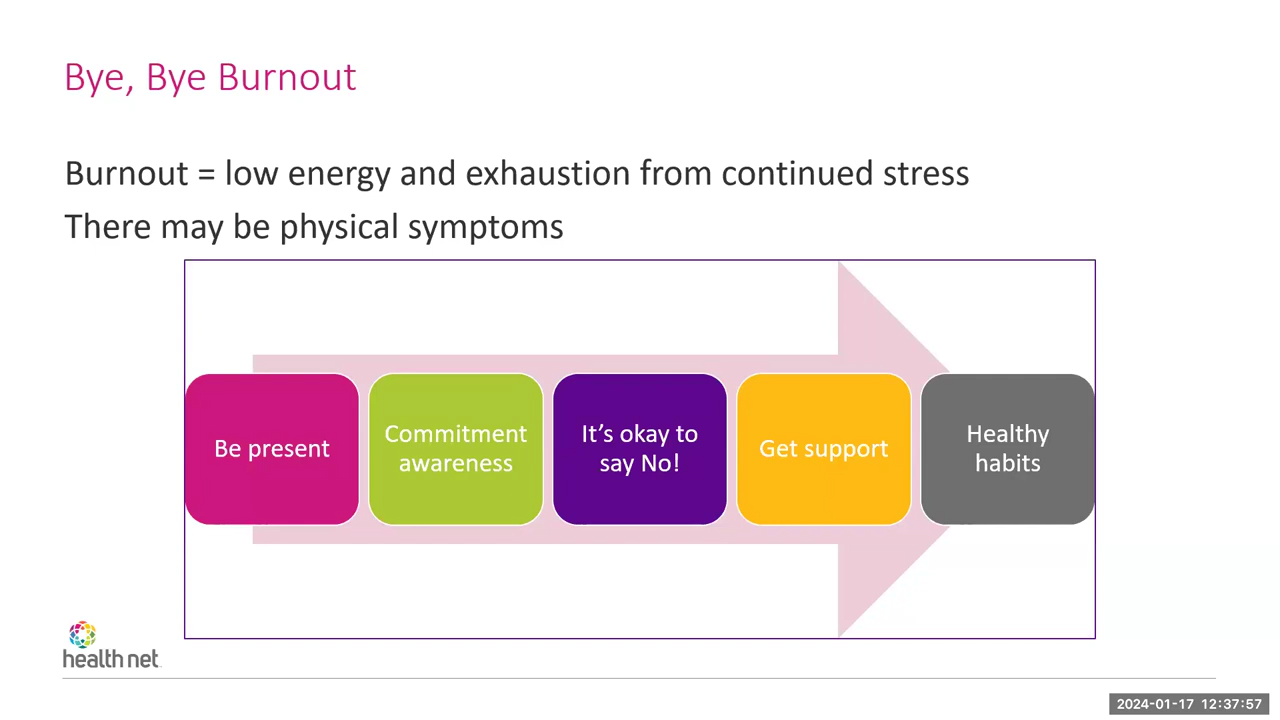 Bye, Bye Burnout
Burnout = low energy and exhaustion from continued stress
There may be physical symptoms
Be present
Commitment
awareness
It’s okay to
say No!
Get support
Healthy
habits
health net
2024-01-17 12:37:57